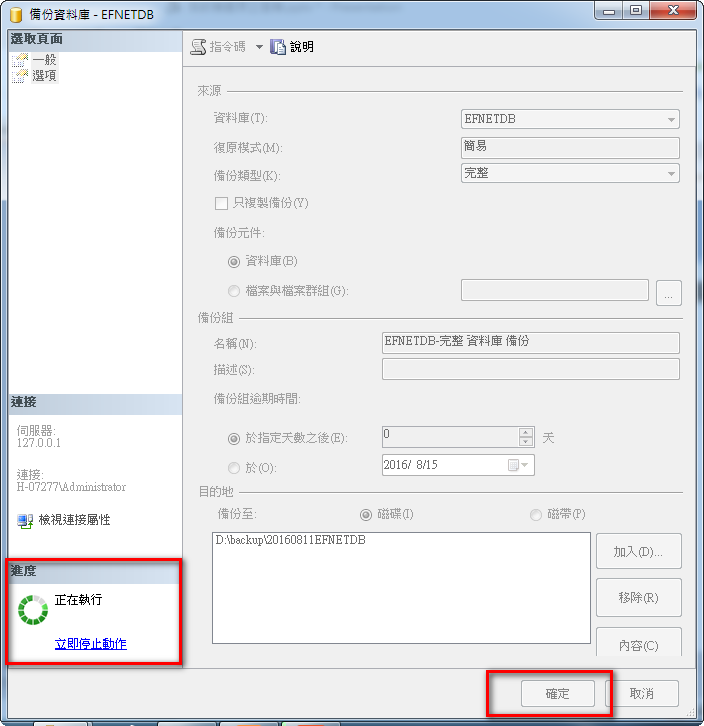 備份資料庫 - EFNETDB
選取頁面
一般
選項
指令碼 說明
來源
資料庫(T): EFNETDB
復原模式(M): 簡易
備份類型(K): 完整
只複製備份(Y)
備份元件:
資料庫(B)
檔案與檔案群組(G): ...
備份組
名稱(N): EFNETDB-完整 資料庫 備份
描述(S):
備份組逾期時間:
於指定天數之後(E): 0 天
於(O): 2016/ 8/15
目的地
備份至: 磁碟(I) 磁帶(P)
D:\backup\20160811EFNETDB
加入(D)...
移除(R)
內容(C)
連接
伺服器:
127.0.0.1
連接:
H-07277\Administrator
檢視連接屬性
進度
正在執行
立即停止動作
確定 取消